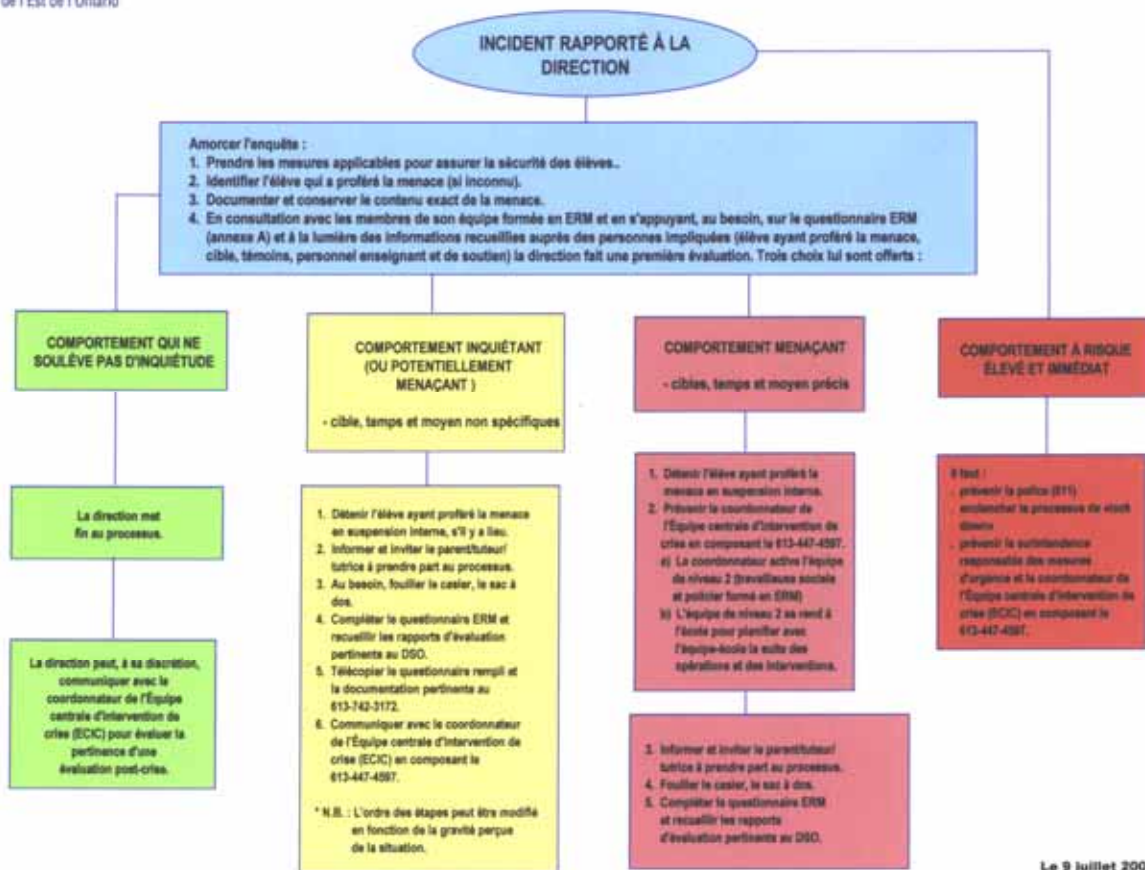 de l'Est de l'Ontario
INCIDENT RAPPORTÉ À LA
DIRECTION
Amorcer l'enquête :
1. Prendre les mesures applicables pour assurer la sécurité des élèves..
2. Identifier l'élève qui a proféré la menace (si inconnu).
3. Documenter et conserver le contenu exact de la menace.
4. En consultation avec les membres de son équipe formée en ERM et en s'appuyant, au besoin, sur le questionnaire ERM
(annexe A) et à la lumière des informations recueillies auprès des personnes impliquées (élève ayant proféré la menace,
cible, témoins, personnel enseignant et de soutien) la direction fait une première évaluation. Trois choix lui sont offerts :
COMPORTEMENT QUI NE
SOULÈVE PAS D'INQUIÉTUDE
La direction met
fin au processus.
La direction peut, à sa discrétion,
communiquer avec le
coordonnateur de l'Équipe
centrale d'intervention de
crise (ECIC) pour évaluer la
pertinence d'une
évaluation post-crise.
COMPORTEMENT INQUIÉTANT
(OU POTENTIELLEMENT
MENAÇANT )
- cible, temps et moyen non spécifiques
1. Détenir l'élève ayant proféré la menace
en suspension interne, s'il y a lieu.
2. Informer et inviter le parent/tuteur/
tutrice à prendre part au processus.
3. Au besoin, fouiller le casier, le sac à
dos.
4. Compléter le questionnaire ERM et
recueillir les rapports d'évaluation
pertinents au DSO.
5. Télécopier le questionnaire rempli et
la documentation pertinente au
613-742-3172.
6. Communiquer avec le coordonnateur
de l'Équipe centrale d'intervention de
crise (ECIC) en composant le
613-447-4597.
* N.B. : L'ordre des étapes peut être modifié
en fonction de la gravité perçue
de la situation.
COMPORTEMENT MENAÇANT
- cibles, temps et moyen précis
1. Détenir l'élève ayant proféré la
menace en suspension interne.
2. Prévenir le coordonnateur de
l'Équipe centrale d'intervention de
crise en composant le 613-447-4597.
a) Le coordonnateur active l'équipe
de niveau 2 (travailleuse sociale
et policier formé en ERM)
b) L'équipe de niveau 2 se rend à
l'école pour planifier avec
l'équipe-école la suite des
opérations et des interventions.
3. Informer et inviter le parent/tuteur/
tutrice à prendre part au processus.
4. Fouiller le casier, le sac à dos.
5. Compléter le questionnaire ERM
et recueillir les rapports
d'évaluation pertinents au DSO.
COMPORTEMENT À RISQUE
ÉLEVÉ ET IMMÉDIAT
Il faut :
. prévenir la police (911)
. enclencher le processus de «lock
down»
. prévenir la surintendence
responsable des mesures
d'urgence et le coordonnateur de
l'Équipe centrale d'intervention de
crise (ECIC) en composant le
613-447-4597.
Le 9 juillet 200